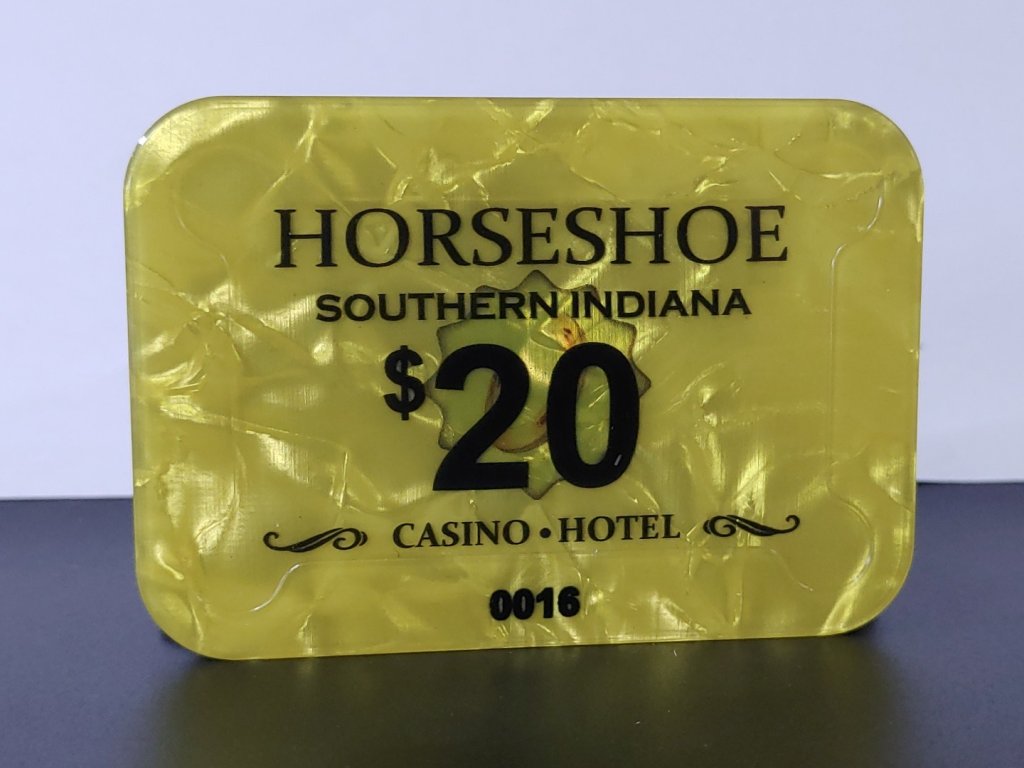 HORSESHOE
SOUTHERN INDIANA
$20
CASINO • HOTEL
0016